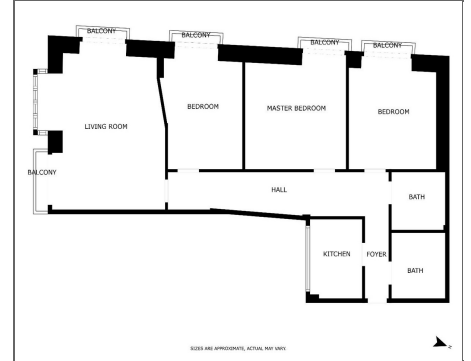 BALCONY
BALCONY
BALCONY
BALCONY
BEDROOM
MASTER BEDROOM
BEDROOM
LIVING ROOM
BALCONY
HALL
BATH
KITCHEN
FOYER
BATH
SIZES ARE APPROXIMATE, ACTUAL MAY VARY.
N